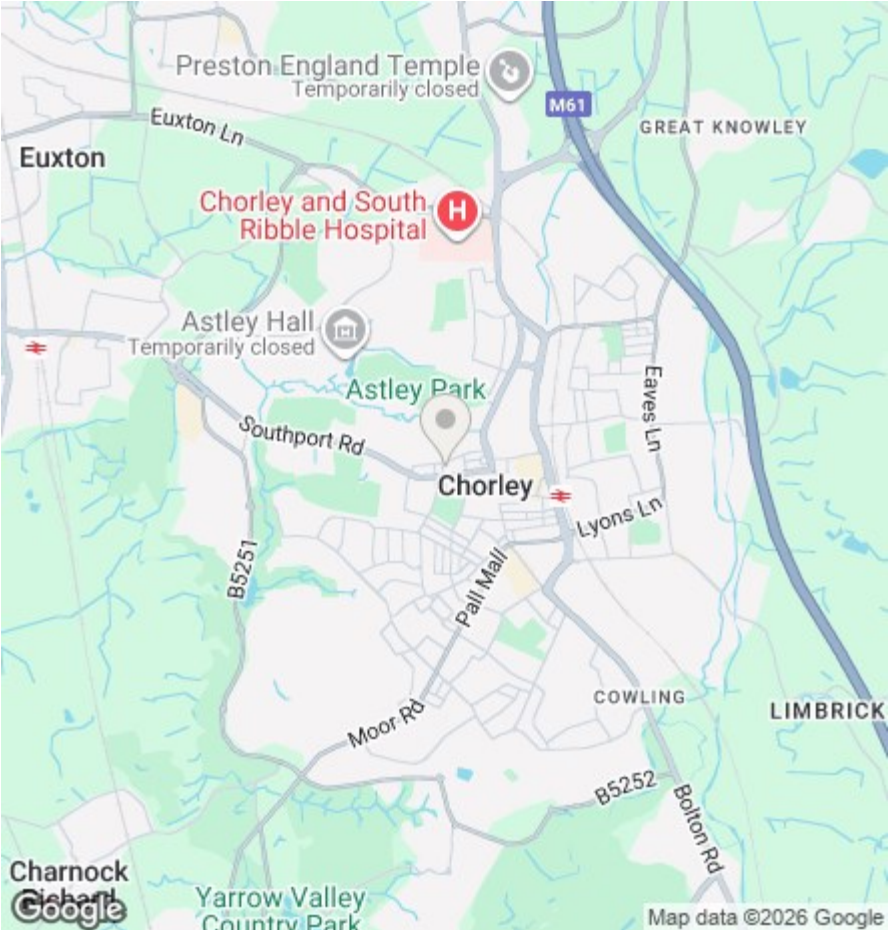 Preston England Temple
Temporarily closed
M61
GREAT KNOWLEY
Euxton Ln
Euxton
Chorley and South
Ribble Hospital
H
Astley Hall
Temporarily closed
Astley Park
Eaves Ln
Southport Rd
Chorley
Lyons Ln
B5251
Pall Mall
COWLING
LIMBRICK
Moor Rd
B5252
Bolton Rd
Charnock
Richard
Google
Yarrow Valley
Country Park
Map data ©2026 Google